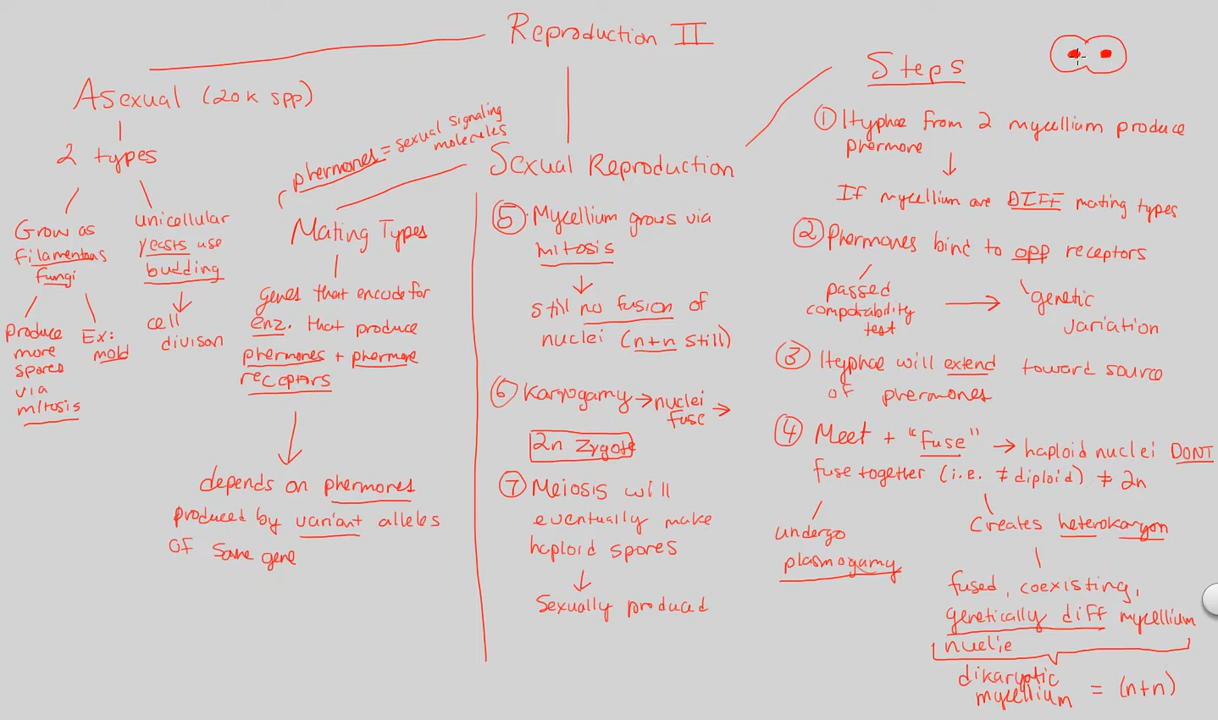 Reproduction II
Asexual (20K spp)
2 types
Grow as
filamentous
fungi
produce
more
spores
via
mitosis
Ex:
mold
unicellular
yeasts use
budding
cell
divison
phermones = sexual signaling
molecules
Sexual Reproduction
Mating Types
genes that encode for
enz. that produce
phermones + phermone
receptors
depends on phermones
produced by variant alleles
of same gene
Steps
① Hyphae from 2 mycellium produce
phermone
If mycellium are DIFF mating types
② Phermones bind to opp receptors
passed
compatability
test
genetic
variation
③ Hyphae will extend toward source
of phermones
④ Meet + "fuse" → haploid nuclei DONT
fuse together (i.e. ≠ diploid) ≠ 2n
undergo
plasmogamy
Creates heterokaryon
fused, coexisting,
genetically diff mycellium
nuclie
dikaryotic
mycellium = (n+n)
⑤ Mycellium grows via
mitosis
still no fusion of
nuclei (n+n still)
⑥ Karyogamy → nuclei
fuse →
2n zygote
⑦ Meiosis will
eventually make
haploid spores
Sexually produced